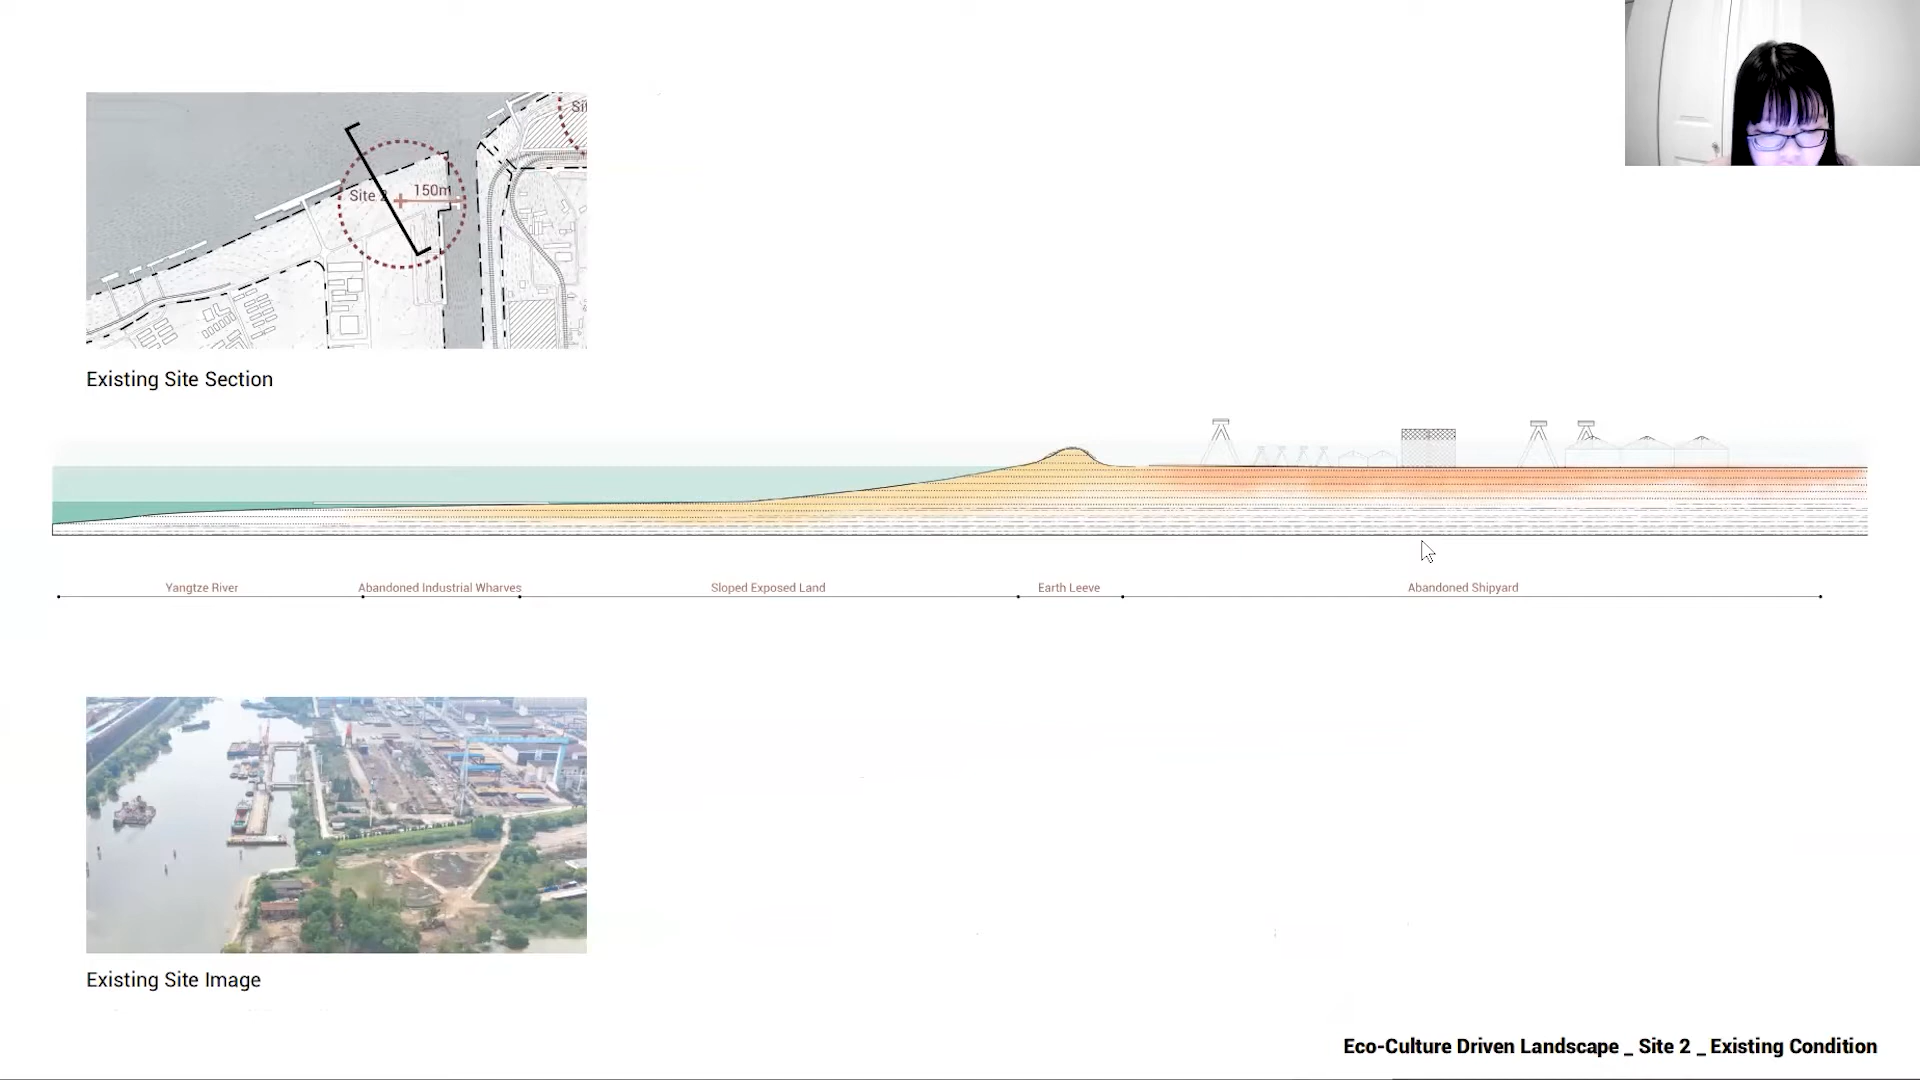 Sit
Site 2
150m
Existing Site Section
Yangtze River
Abandoned Industrial Wharves
Sloped Exposed Land
Earth Leeve
Abandoned Shipyard
Existing Site Image
Eco-Culture Driven Landscape _ Site 2 _ Existing Condition